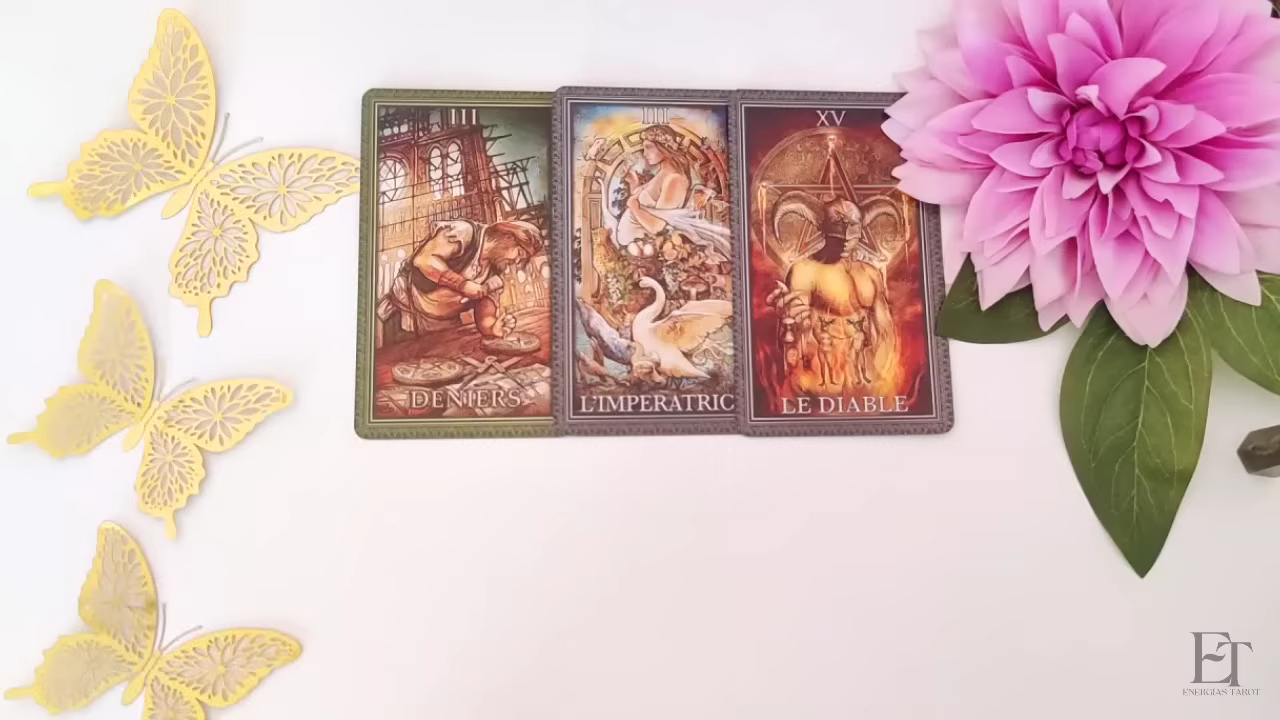 III
DENIERS
III
L'IMPERATRIC
XV
LE DIABLE
ET
ENERGIAS TAROT